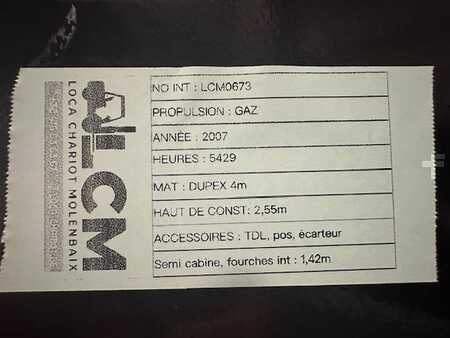 LCM
LOCA CHARIOT MOLENBAIX
NO INT : LCM0673
PROPULSION : GAZ
ANNÉE : 2007
HEURES : 5429
MAT : DUPEX 4m
HAUT DE CONST: 2,55m
ACCESSOIRES : TDL, pos, écarteur
Semi cabine, fourches int : 1,42m